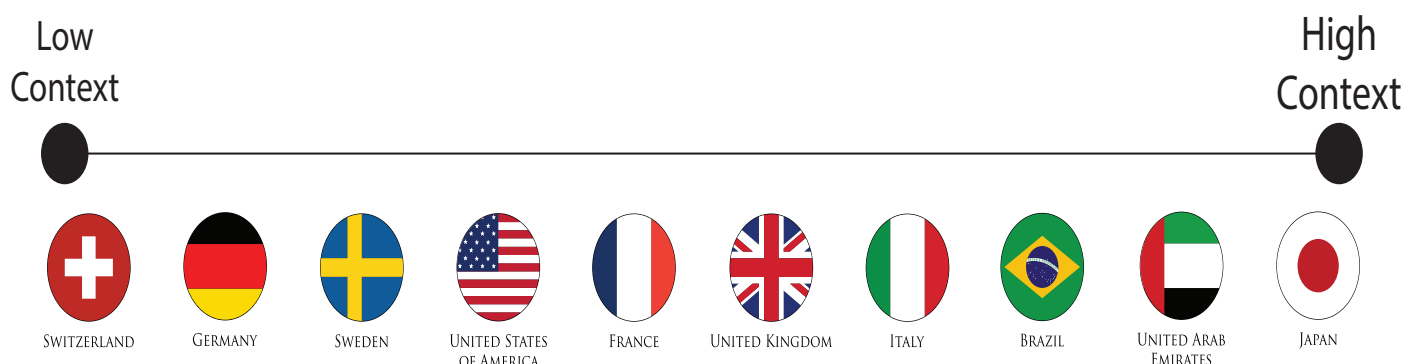 Low
Context
High
Context
SWITZERLAND
GERMANY
SWEDEN
UNITED STATES
OF AMERICA
FRANCE
UNITED KINGDOM
ITALY
BRAZIL
UNITED ARAB
EMIRATES
JAPAN